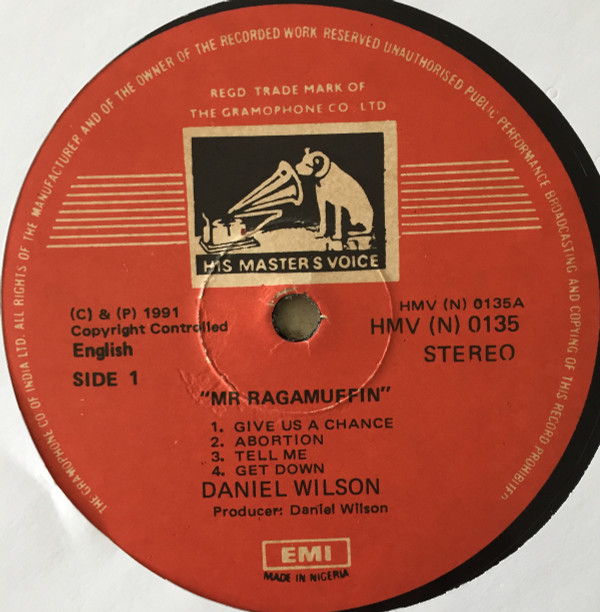 THE GRAMOPHONE CO OF INDIA LTD. ALL RIGHTS OF THE MANUFACTURER AND OF THE OWNER OF THE RECORDED WORK RESERVED UNAUTHORISED PUBLIC PERFORMANCE BROADCASTING AND COPYING OF THIS RECORD PROHIBITED
REGD TRADE MARK OF
THE GRAMOPHONE CO LTD
HIS MASTER'S VOICE
(C) & (P) 1991
Copyright Controlled
English
SIDE 1
HMV (N) 0135A
HMV (N) 0135
STEREO
"MR RAGAMUFFIN"
1. GIVE US A CHANCE
2. ABORTION
3. TELL ME
4. GET DOWN
DANIEL WILSON
Producer: Daniel Wilson
EMI
MADE IN NIGERIA